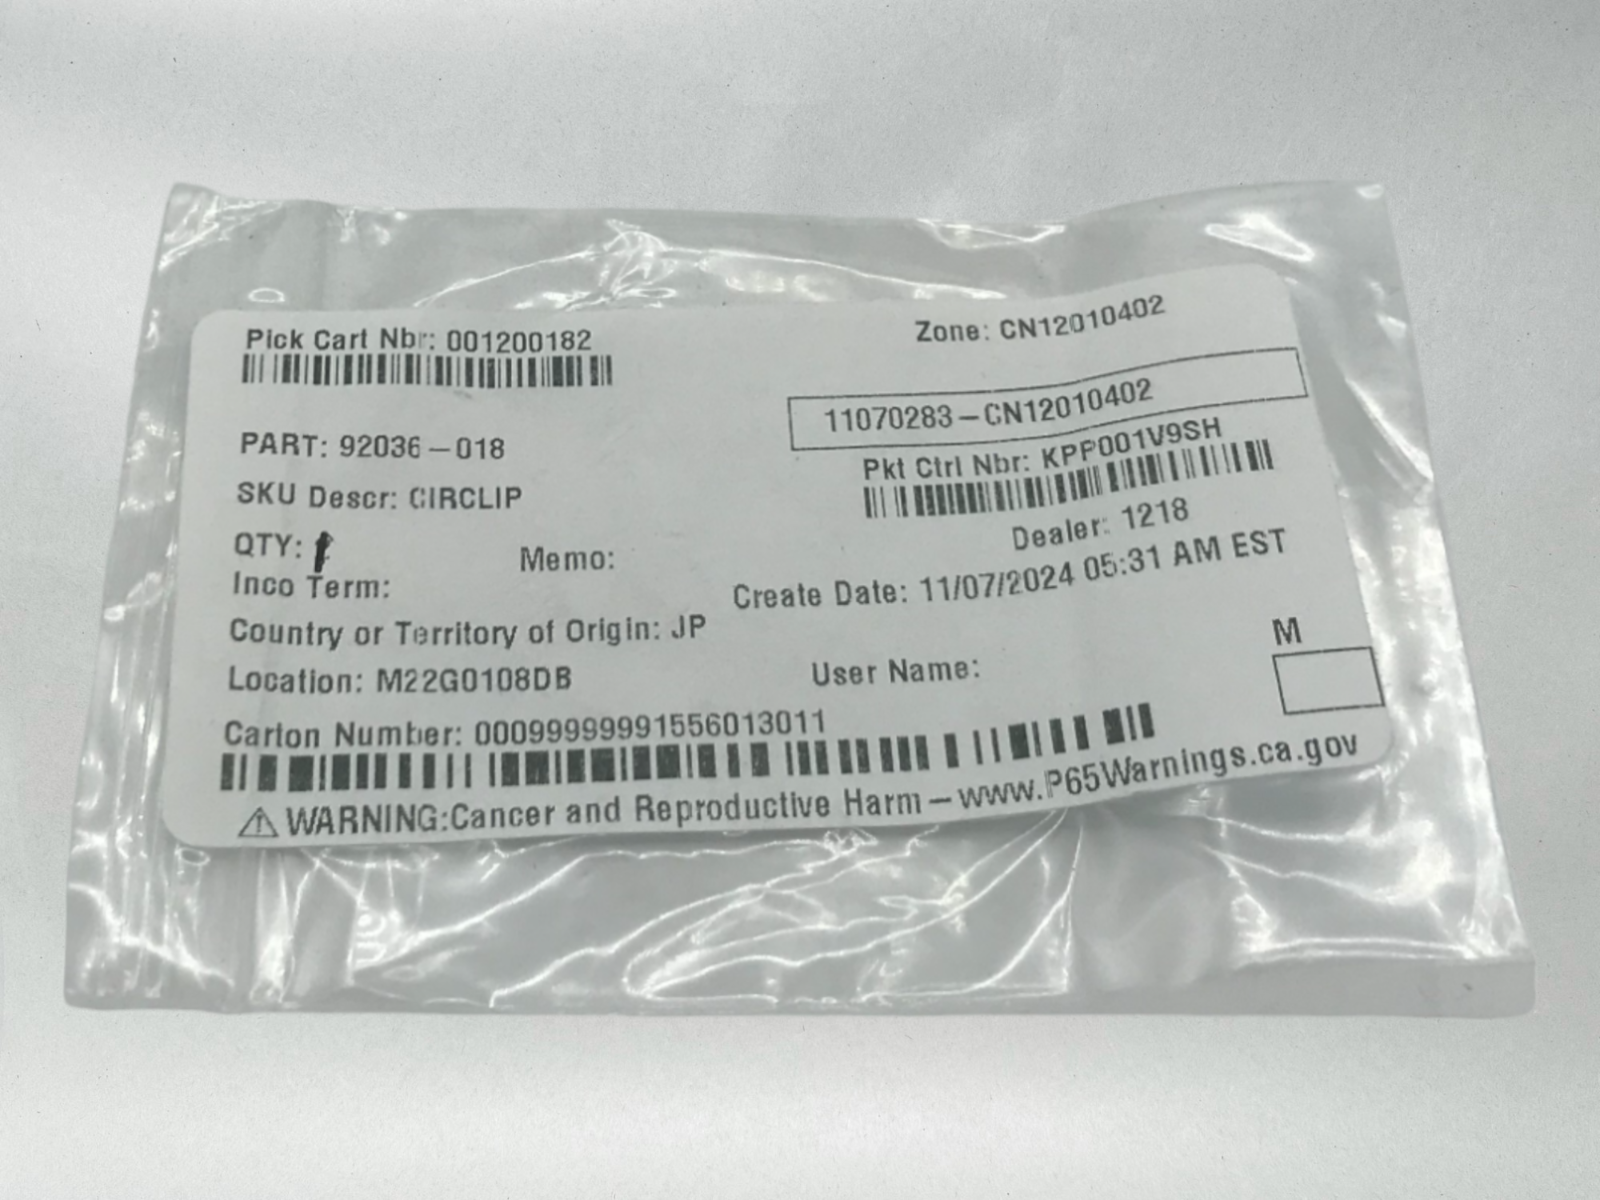 Pick Cart Nbr: 001200182
Zone: CN12010402
11070283-CN12010402
PART: 92036-018
Pkt Ctrl Nbr: KPP001V9SH
SKU Descr: CIRCLIP
Dealer: 1218
QTY:
Memo:
Inco Term:
Create Date: 11/07/2024 05:31 AM EST
Country or Territory of Origin: JP
M
Location: M22G0108DB
User Name:
Carton Number: 00099999991556013011
WARNING:Cancer and Reproductive Harm-www.P65Warnings.ca.gov